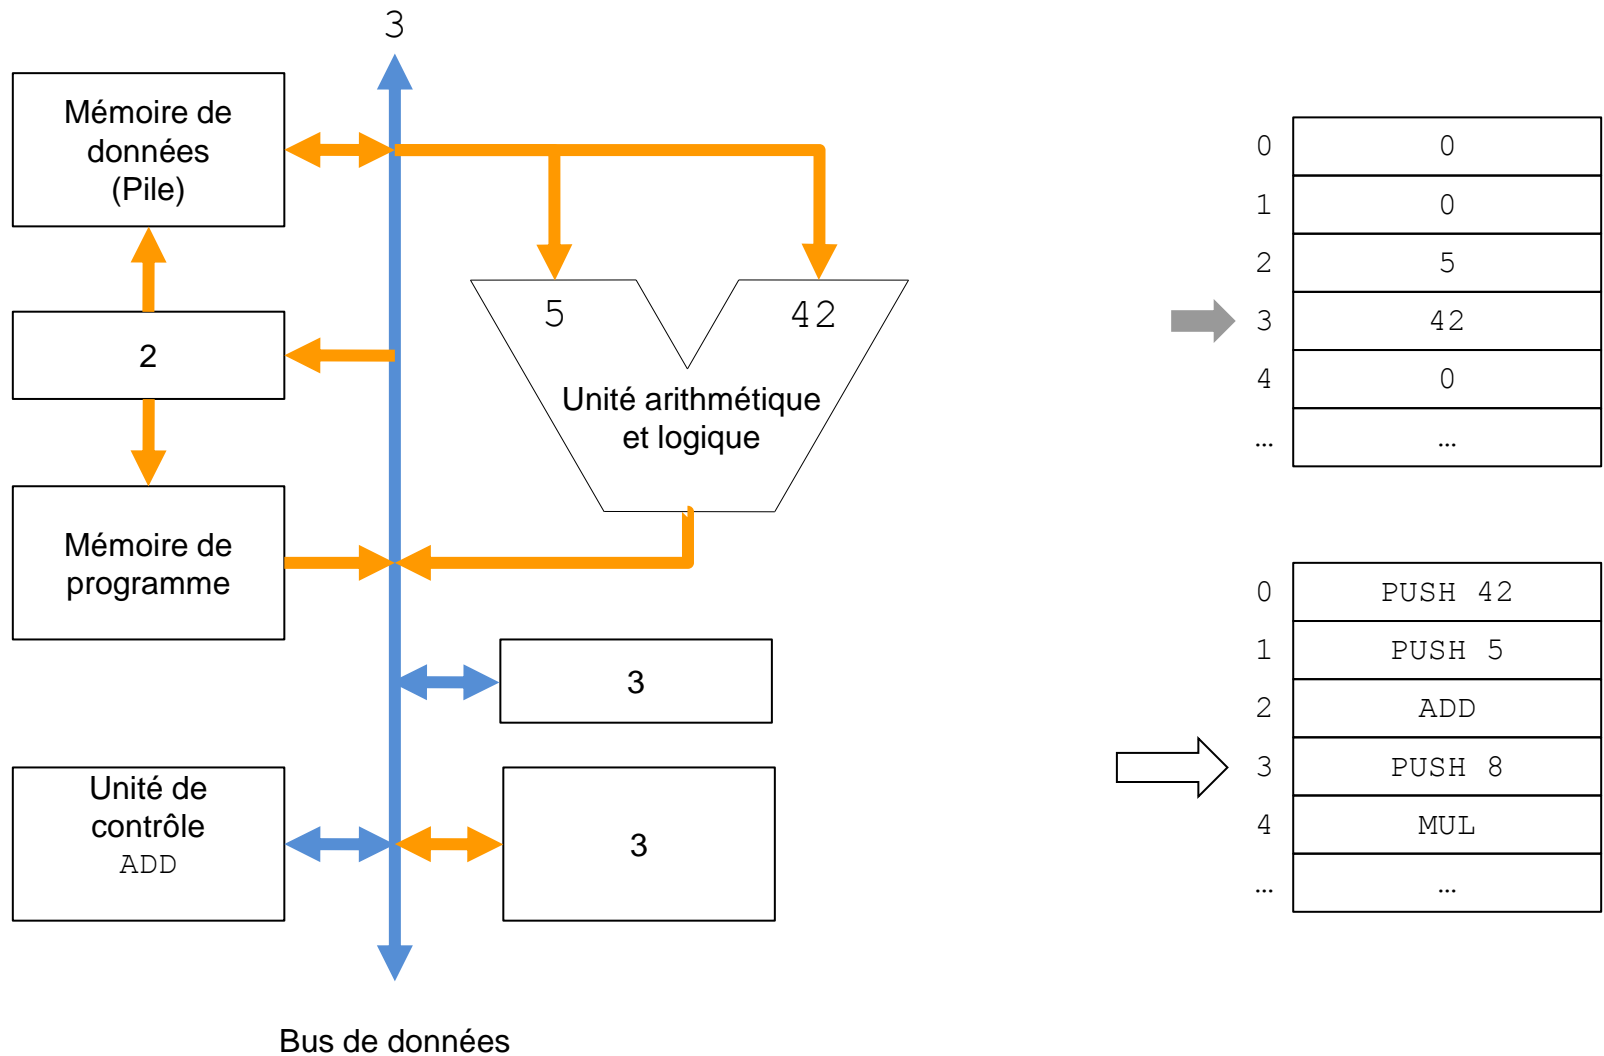 3
Mémoire de
données
(Pile)
2
Mémoire de
programme
5 42
Unité arithmétique
et logique
3
Unité de
contrôle
ADD
3
Bus de données
0 0
1 0
2 5
3 42
4 0
... ...
0 PUSH 42
1 PUSH 5
2 ADD
3 PUSH 8
4 MUL
... ...